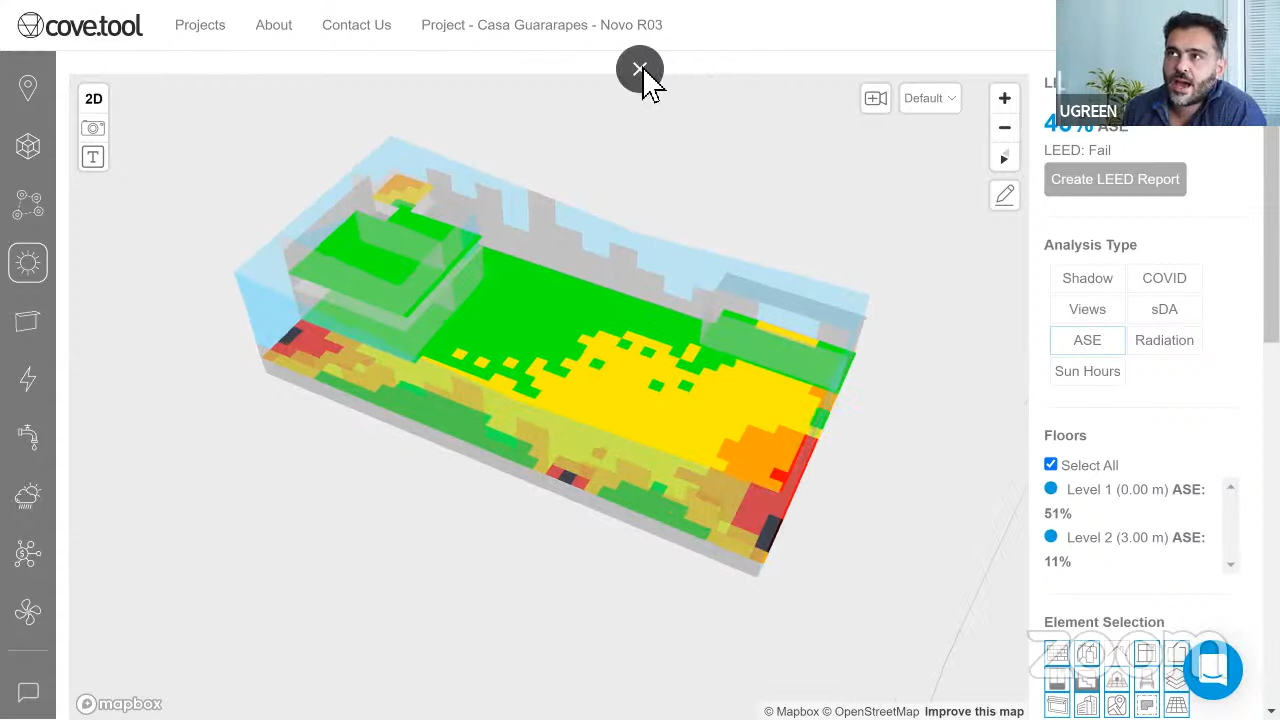 cove.tool
Projects
About
Contact Us
Project - Casa Guararapes - Novo R03
UGREEN
2D
T
Default
ASE
LEED: Fail
Create LEED Report
Analysis Type
Shadow
COVID
Views
sDA
ASE
Radiation
Sun Hours
Floors
Select All
Level 1 (0.00 m) ASE:
51%
Level 2 (3.00 m) ASE:
11%
Element Selection
zoom
mapbox
© Mapbox © OpenStreetMap Improve this map